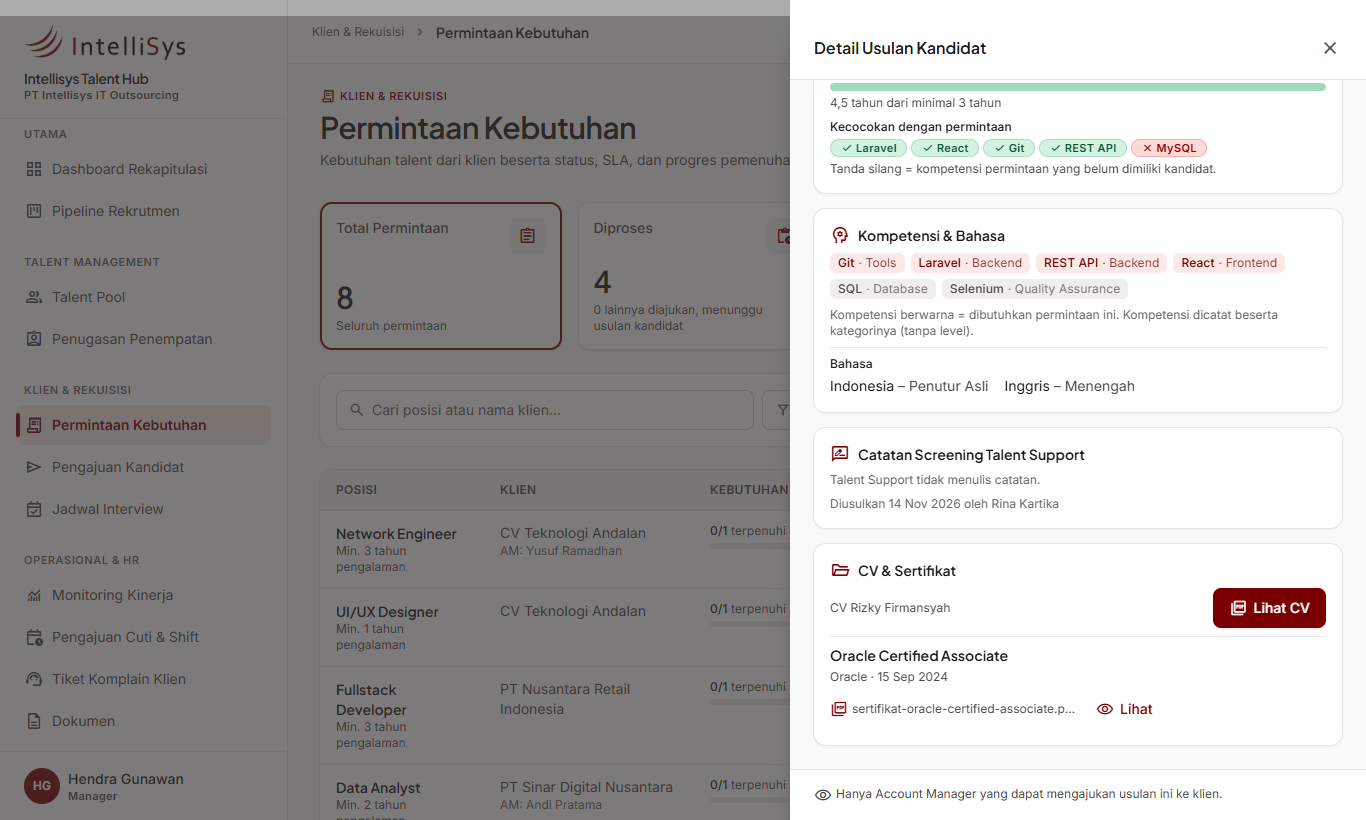 IntelliSys
Intellisys Talent Hub
PT Intellisys IT Outsourcing
UTAMA
Dashboard Rekapitulasi
Pipeline Rekrutmen
TALENT MANAGEMENT
Talent Pool
Penugasan Penempatan
KLIEN & REKUISISI
Permintaan Kebutuhan
Pengajuan Kandidat
Jadwal Interview
OPERASIONAL & HR
Monitoring Kinerja
Pengajuan Cuti & Shift
Tiket Komplain Klien
Dokumen
HG
Hendra Gunawan
Manager
Klien & Rekuisisi > Permintaan Kebutuhan
KLIEN & REKUISISI
Permintaan Kebutuhan
Kebutuhan talent dari klien beserta status, SLA, dan progres pemenuha
Total Permintaan
8
Seluruh permintaan
Diproses
4
0 lainnya diajukan, menunggu
usulan kandidat
Cari posisi atau nama klien...
POSISI KLIEN KEBUTUHAN
Network Engineer
Min. 3 tahun
pengalaman
CV Teknologi Andalan
AM: Yusuf Ramadhan
0/1 terpenuhi
UI/UX Designer
Min. 1 tahun
pengalaman
CV Teknologi Andalan
0/1 terpenuhi
Fullstack
Developer
Min. 3 tahun
pengalaman
PT Nusantara Retail
Indonesia
0/1 terpenuhi
Data Analyst
Min. 2 tahun
PT Sinar Digital Nusantara
AM: Andi Pratama
0/1 terpenuhi
Detail Usulan Kandidat
4,5 tahun dari minimal 3 tahun
Kecocokan dengan permintaan
Laravel React Git REST API MySQL
Tanda silang = kompetensi permintaan yang belum dimiliki kandidat.
Kompetensi & Bahasa
Git · Tools Laravel · Backend REST API · Backend React · Frontend
SQL · Database Selenium · Quality Assurance
Kompetensi berwarna = dibutuhkan permintaan ini. Kompetensi dicatat beserta
kategorinya (tanpa level).
Bahasa
Indonesia – Penutur Asli Inggris – Menengah
Catatan Screening Talent Support
Talent Support tidak menulis catatan.
Diusulkan 14 Nov 2026 oleh Rina Kartika
CV & Sertifikat
CV Rizky Firmansyah
Lihat CV
Oracle Certified Associate
Oracle · 15 Sep 2024
sertifikat-oracle-certified-associate.p...
Lihat
Hanya Account Manager yang dapat mengajukan usulan ini ke klien.